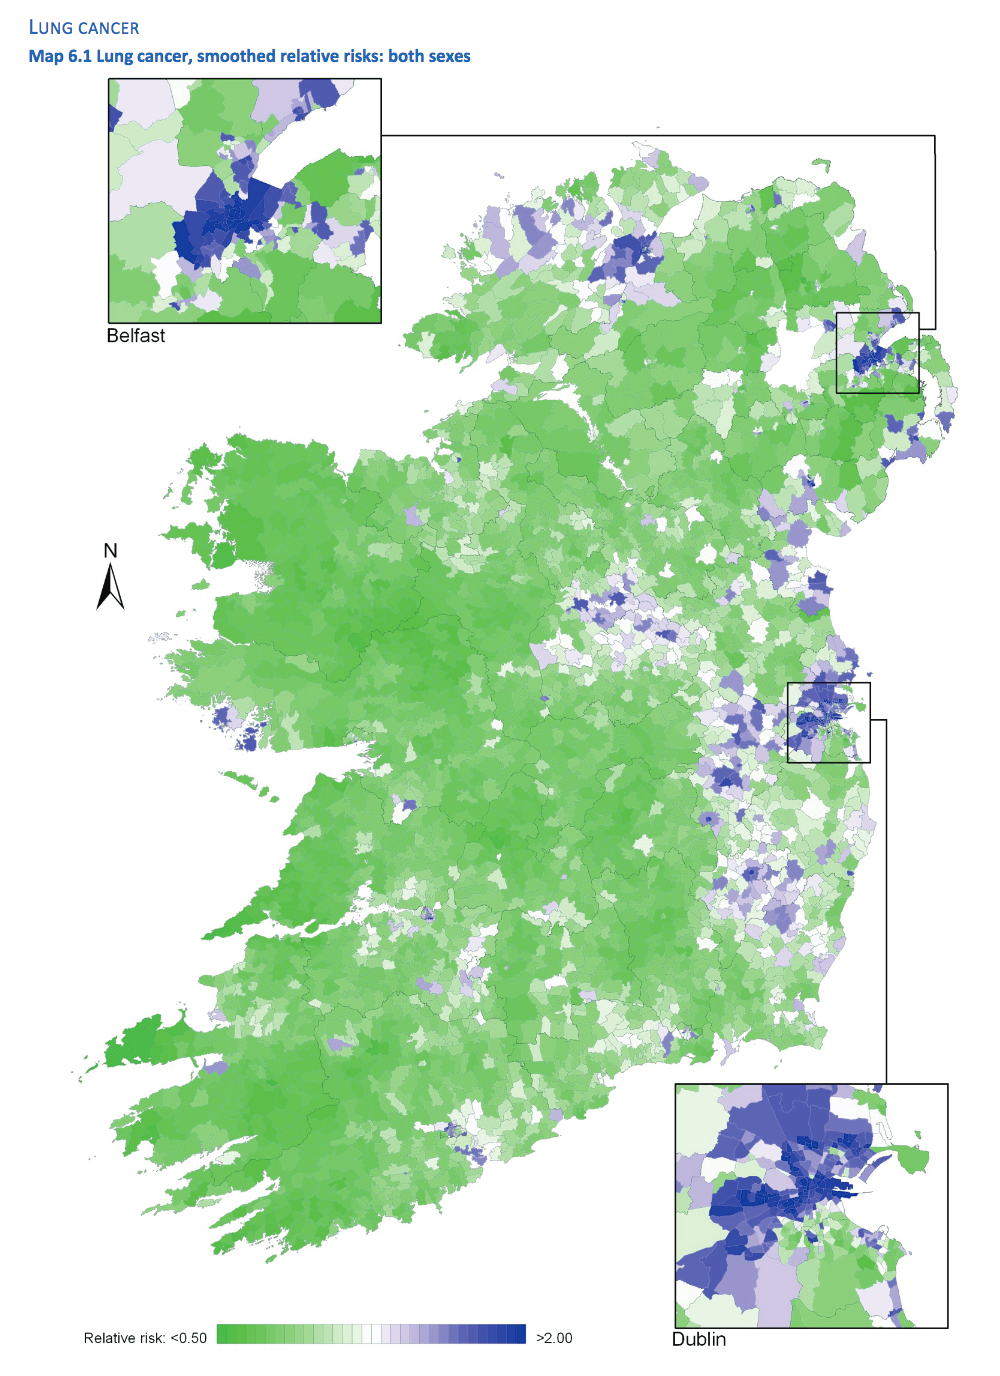 LUNG CANCER
Map 6.1 Lung cancer, smoothed relative risks: both sexes
Belfast
N
Relative risk: <0.50 >2.00
Dublin